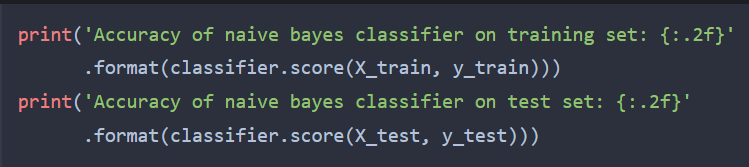 print('Accuracy of naive bayes classifier on training set: {:.2f}'
.format(classifier.score(X_train, y_train)))
print('Accuracy of naive bayes classifier on test set: {:.2f}'
.format(classifier.score(X_test, y_test)))